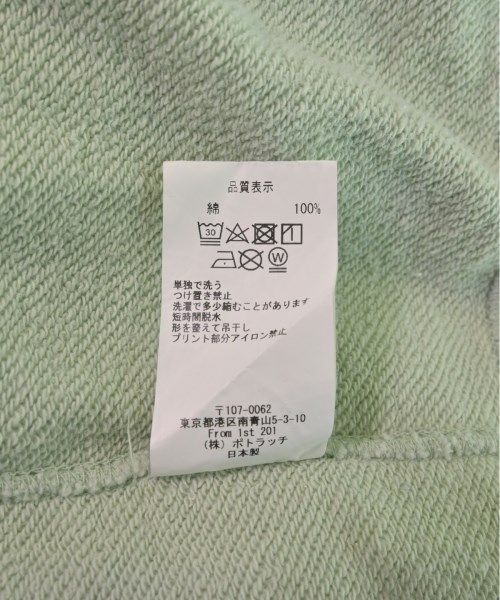 品質表示
綿 100%
30
W
単独で洗う
つけ置き禁止
洗濯で多少縮むことがあります
短時間脱水
形を整えて吊干し
プリント部分アイロン禁止
〒107-0062
東京都港区南青山5-3-10
From 1st 201
(株) ポトラッチ
日本製